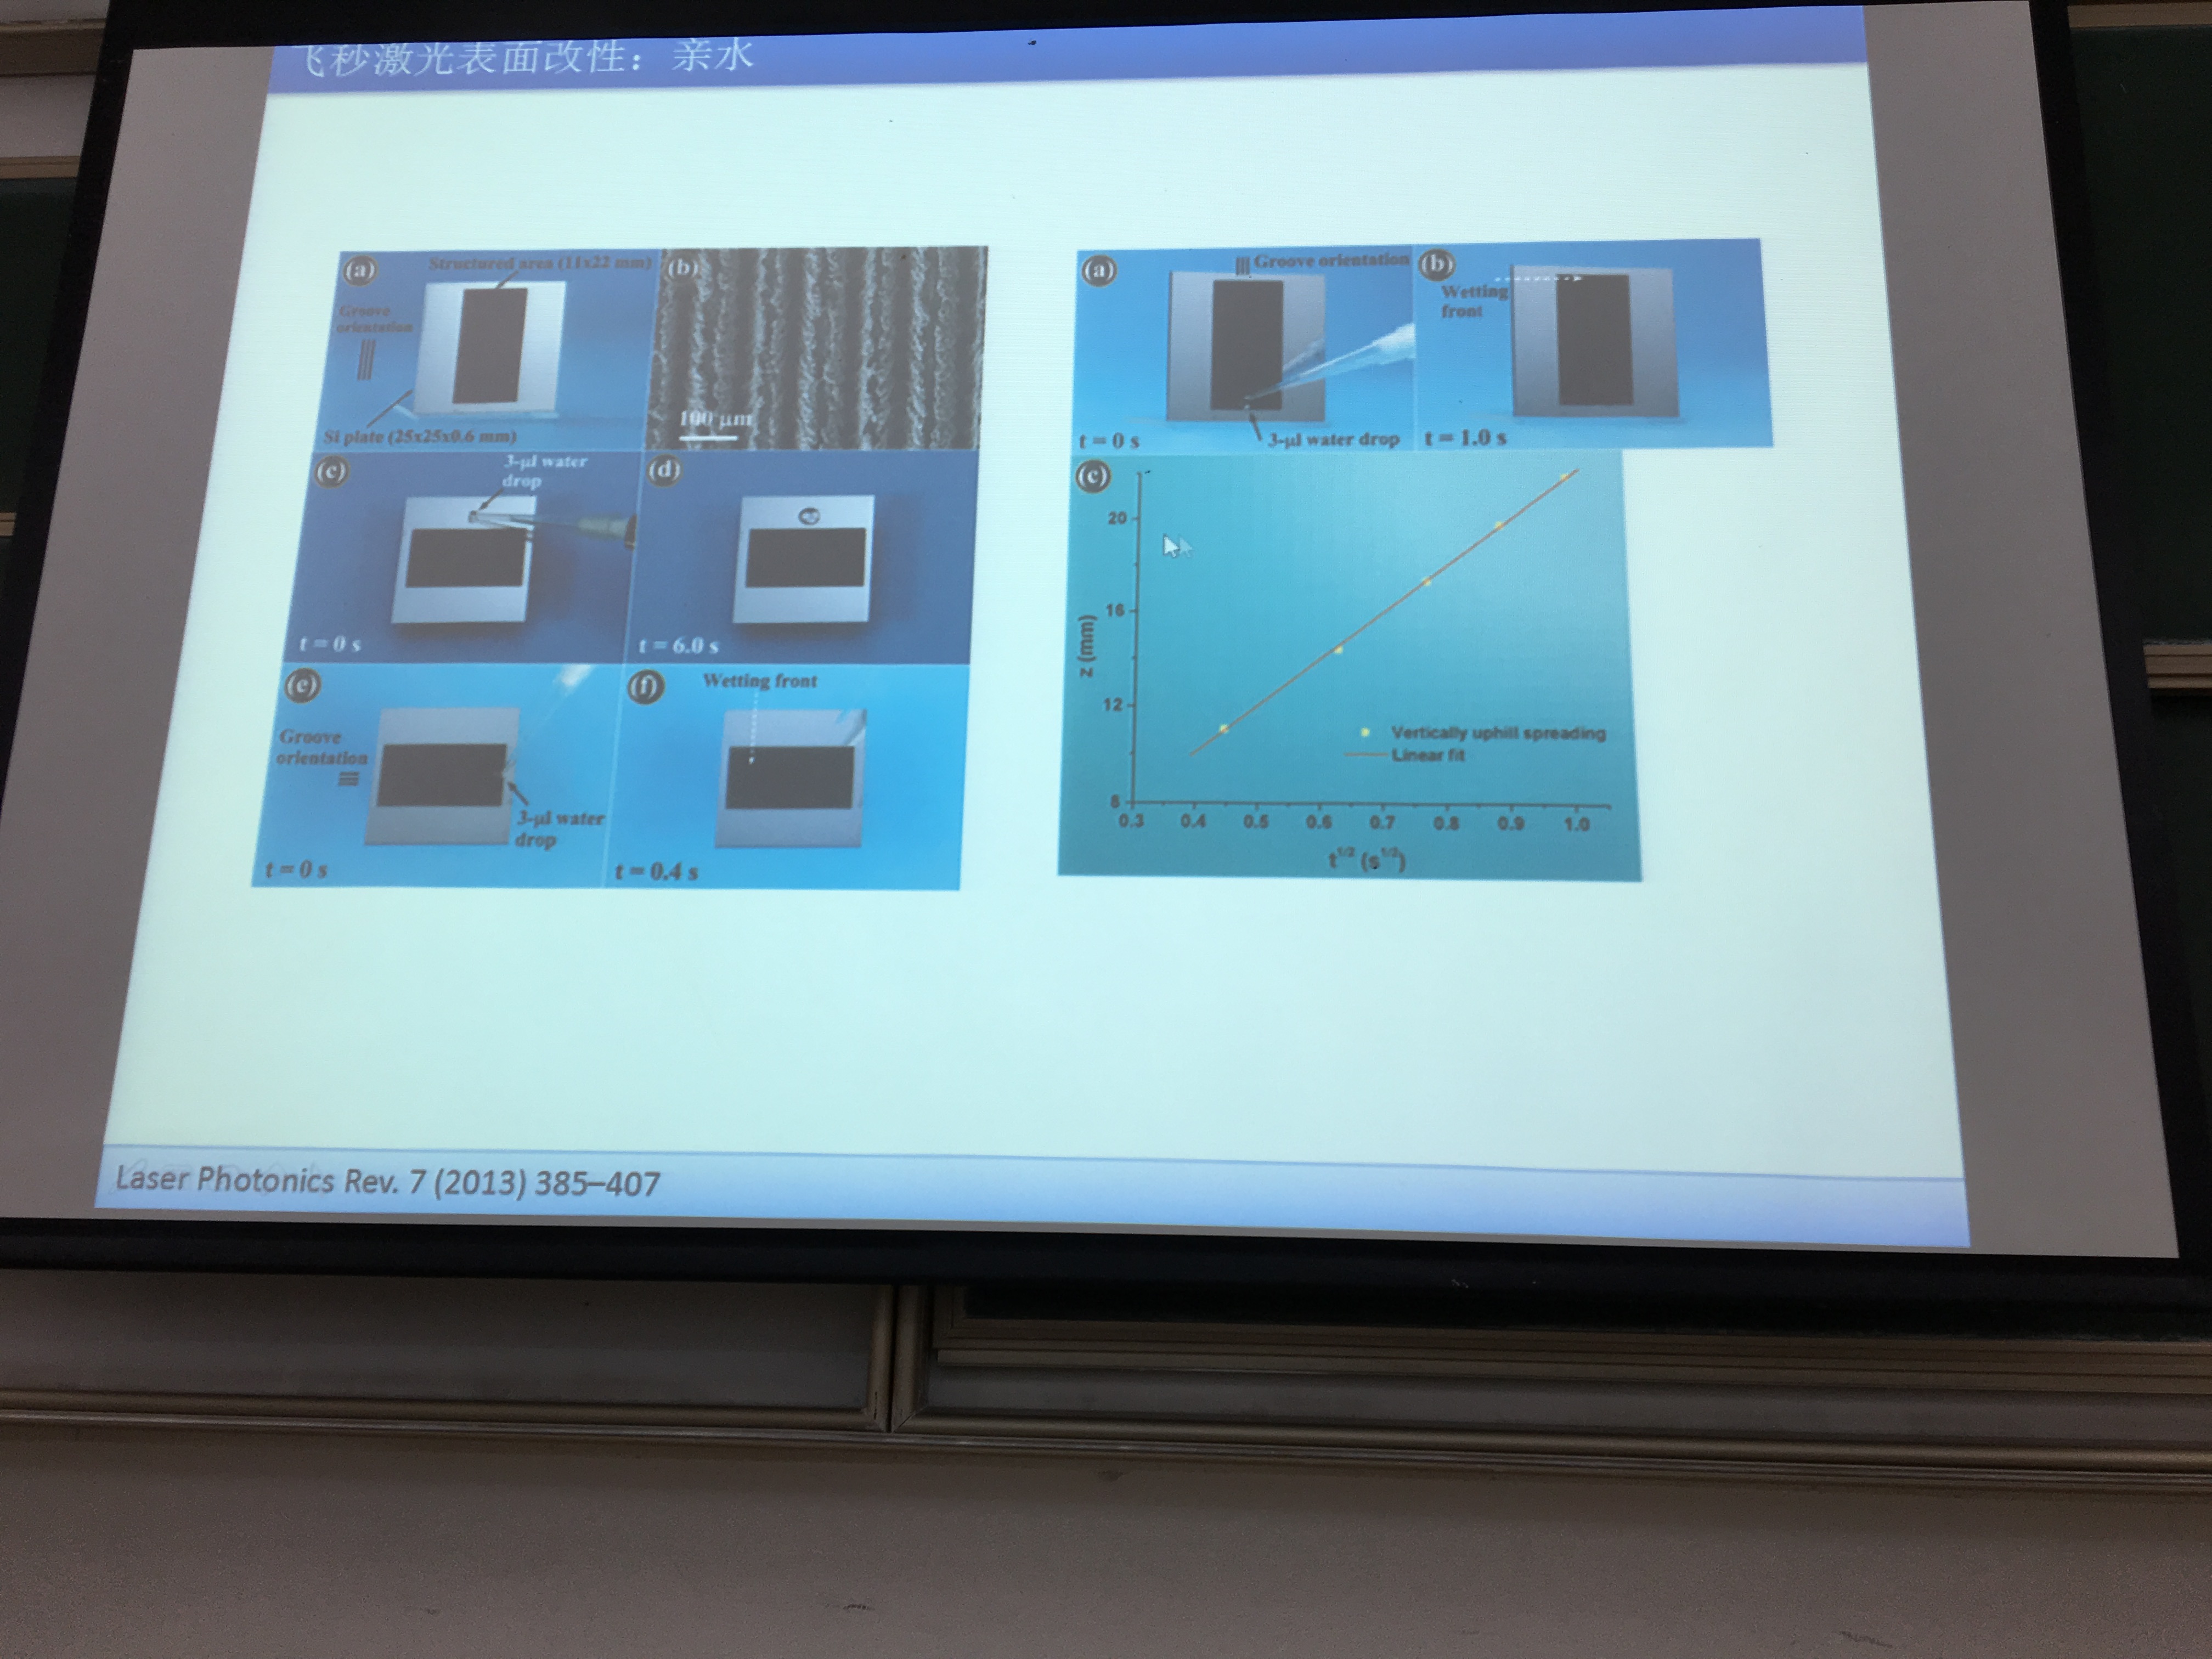 飞秒激光表面改性：亲水
(a)
Structured area (11x22 mm)
Groove
orientation
Si plate (25x25x0.6 mm)
(b)
100 μm
(c)
3-μl water
drop
t = 0 s
(d)
t = 6.0 s
(e)
Groove
orientation
3-μl water
drop
t = 0 s
(f)
Wetting front
t = 0.4 s
(a)
Groove orientation
t = 0 s
3-μl water drop
(b)
Wetting
front
t = 1.0 s
(c)
20
16
12
8
z (mm)
Vertically uphill spreading
Linear fit
0.3 0.4 0.5 0.6 0.7 0.8 0.9 1.0
t^1/2 (s^1/2)
Laser Photonics Rev. 7 (2013) 385–407